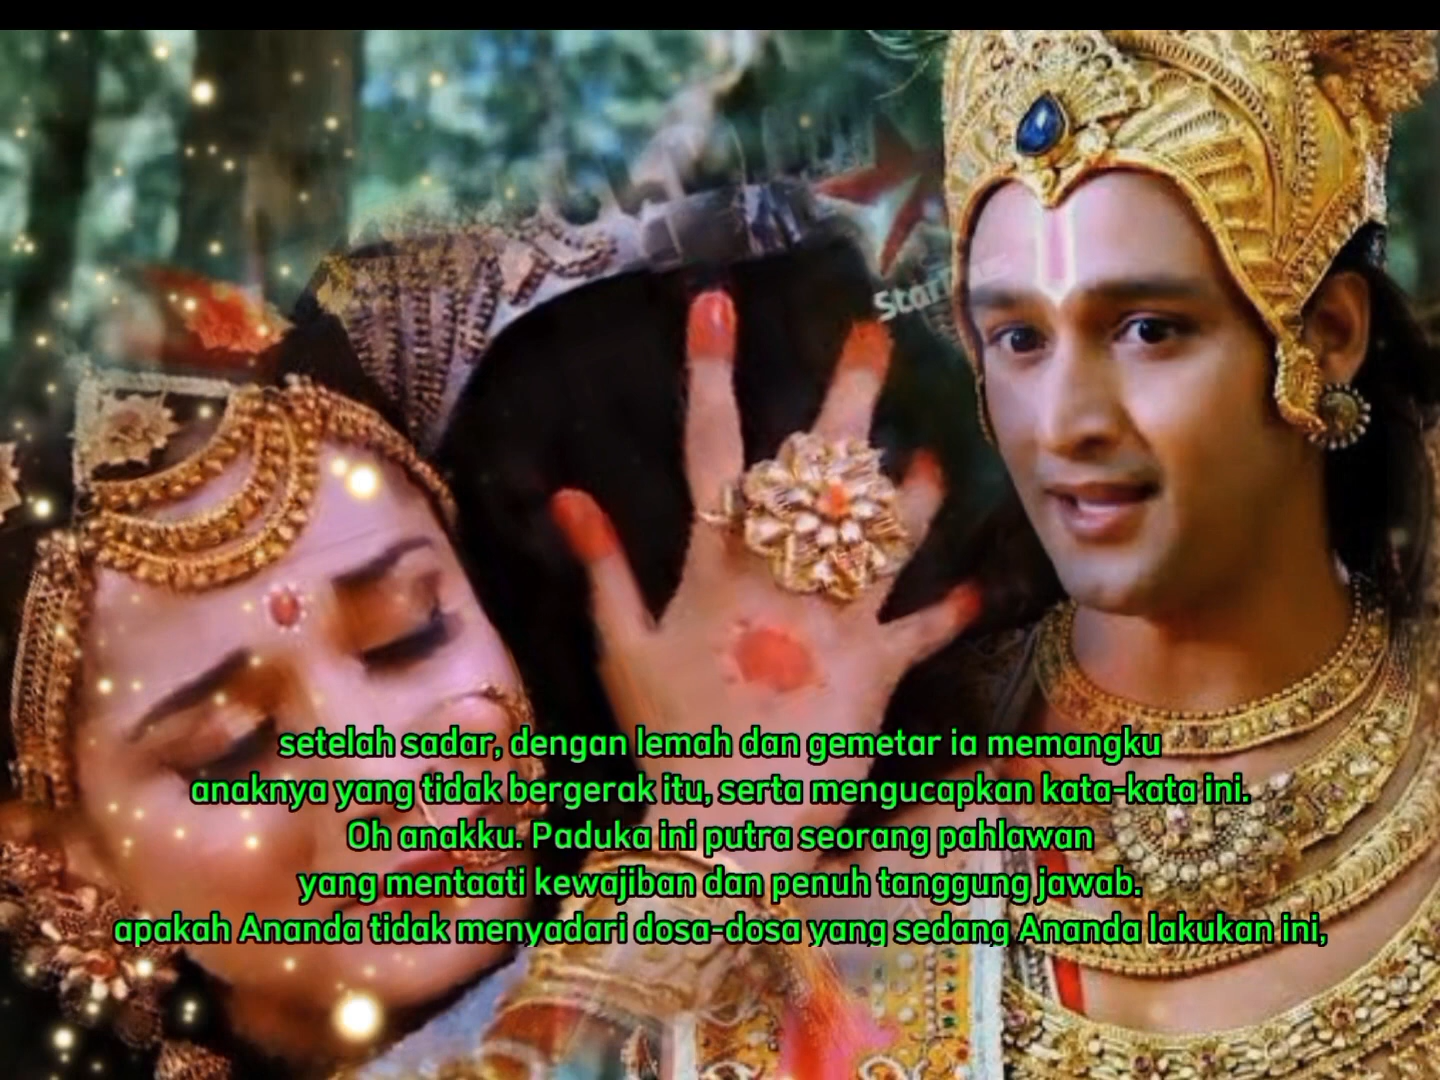 Star
setelah sadar, dengan lemah dan gemetar ia memangku
anaknya yang tidak bergerak itu, serta mengucapkan kata-kata ini.
Oh anakku. Paduka ini putra seorang pahlawan
yang mentaati kewajiban dan penuh tanggung jawab.
apakah Ananda tidak menyadari dosa-dosa yang sedang Ananda lakukan ini,